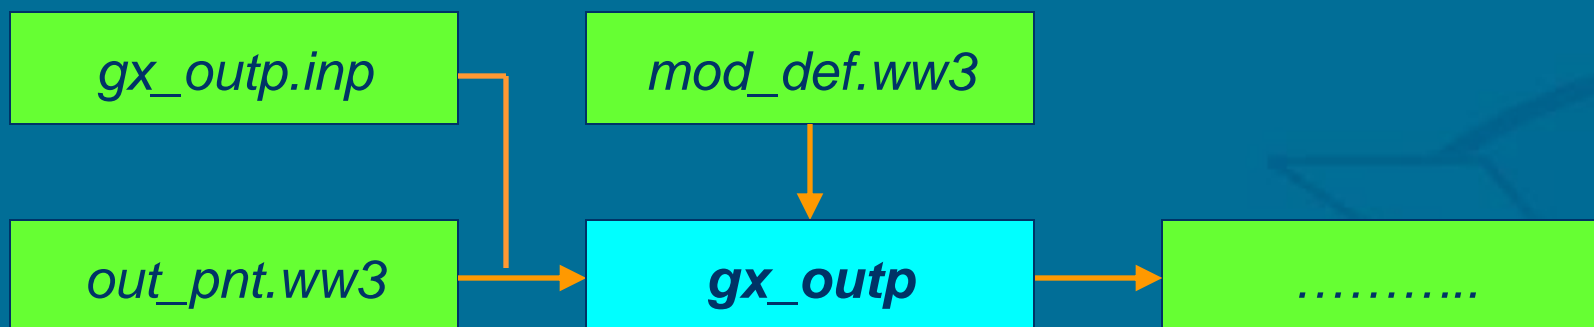 gx_outp.inp
mod_def.ww3
out_pnt.ww3
gx_outp
………..